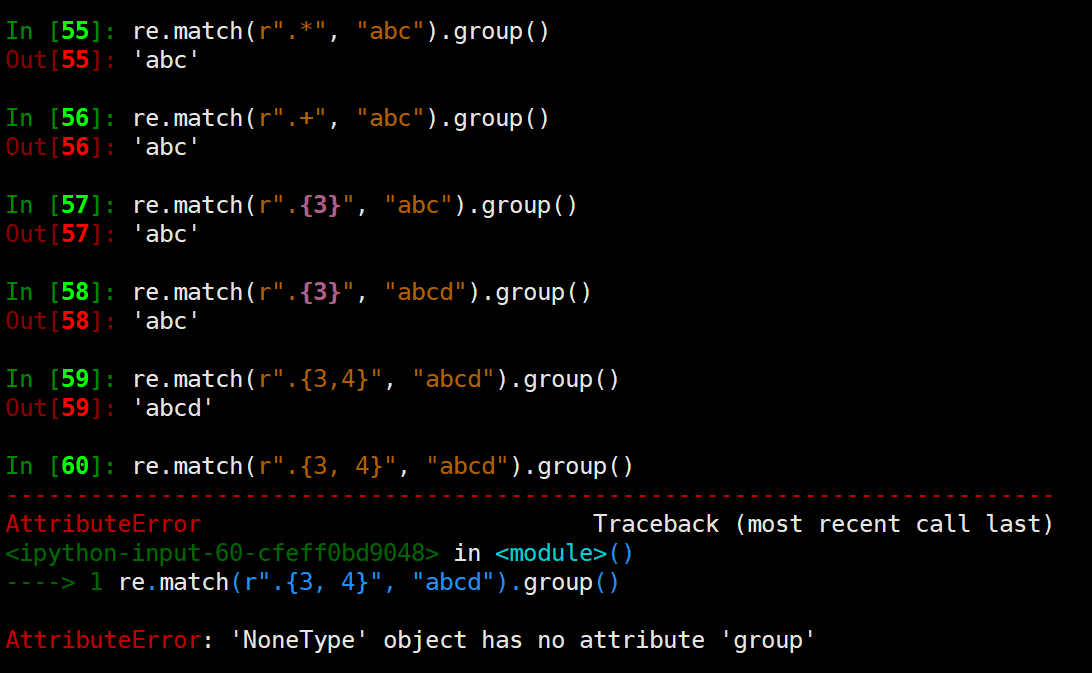 In [55]: re.match(r".*", "abc").group()
Out[55]: 'abc'
In [56]: re.match(r".+", "abc").group()
Out[56]: 'abc'
In [57]: re.match(r".{3}", "abc").group()
Out[57]: 'abc'
In [58]: re.match(r".{3}", "abcd").group()
Out[58]: 'abc'
In [59]: re.match(r".{3,4}", "abcd").group()
Out[59]: 'abcd'
In [60]: re.match(r".{3, 4}", "abcd").group()
---------------------------------------------------------------------------
AttributeError                            Traceback (most recent call last)
<ipython-input-60-cfeff0bd9048> in <module>()
----> 1 re.match(r".{3, 4}", "abcd").group()
AttributeError: 'NoneType' object has no attribute 'group'